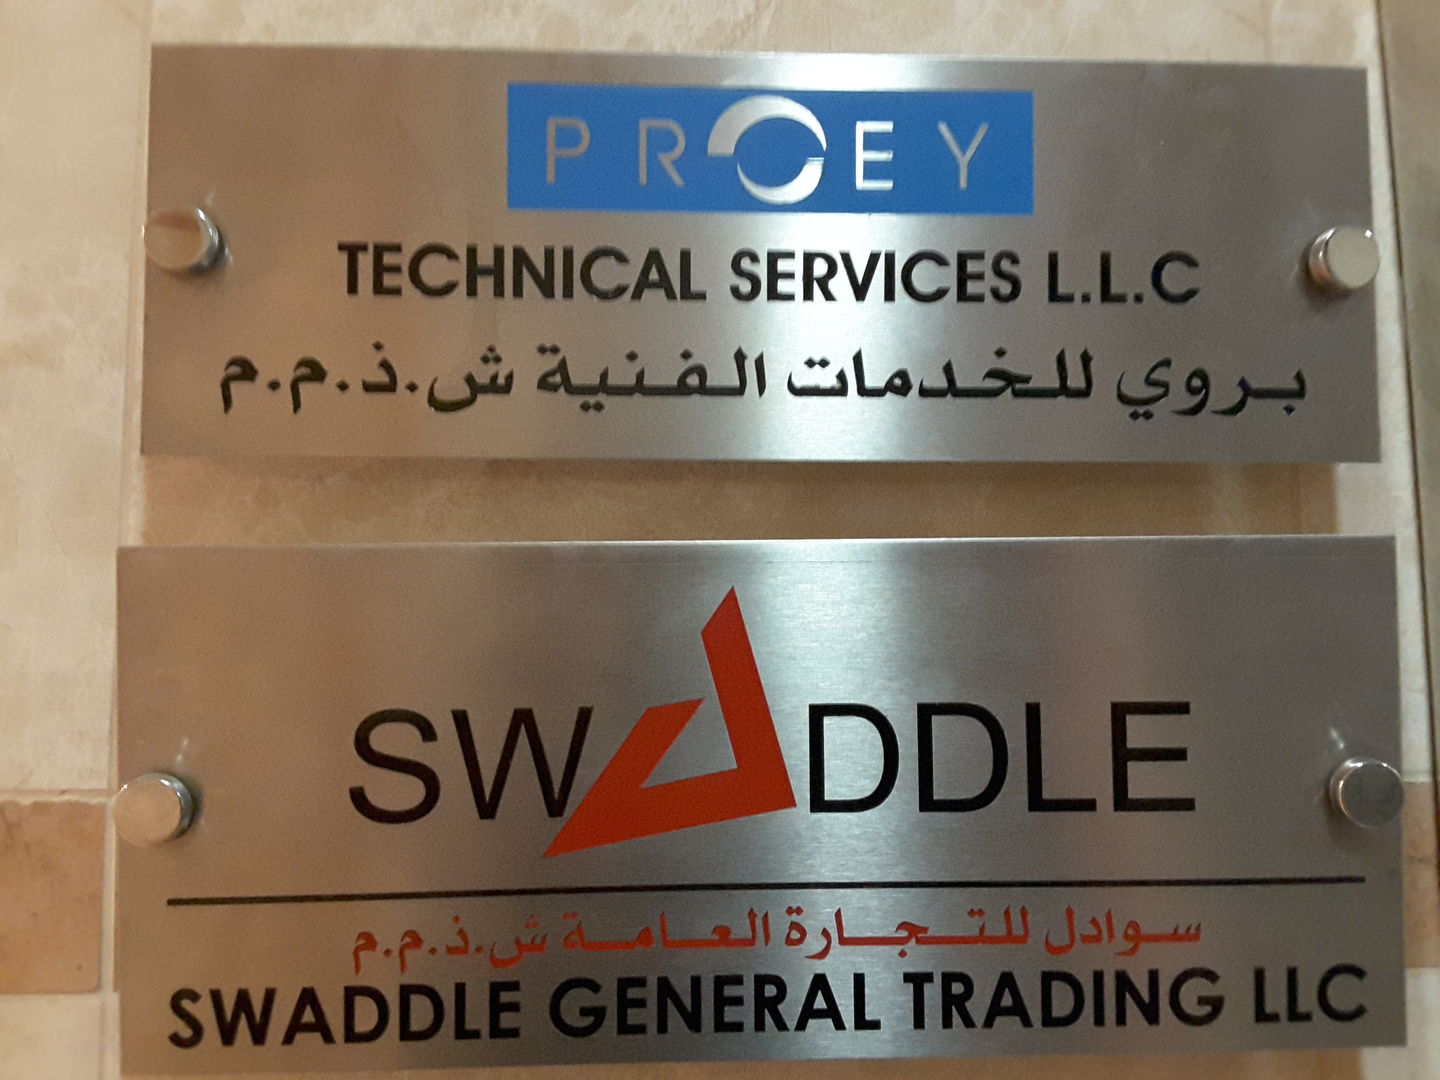 PROEY
TECHNICAL SERVICES L.L.C
بروي للخدمات الفنية ش.ذ.م.م
SWADDLE
سوادل للتجارة العامة ش.ذ.م.م
SWADDLE GENERAL TRADING LLC